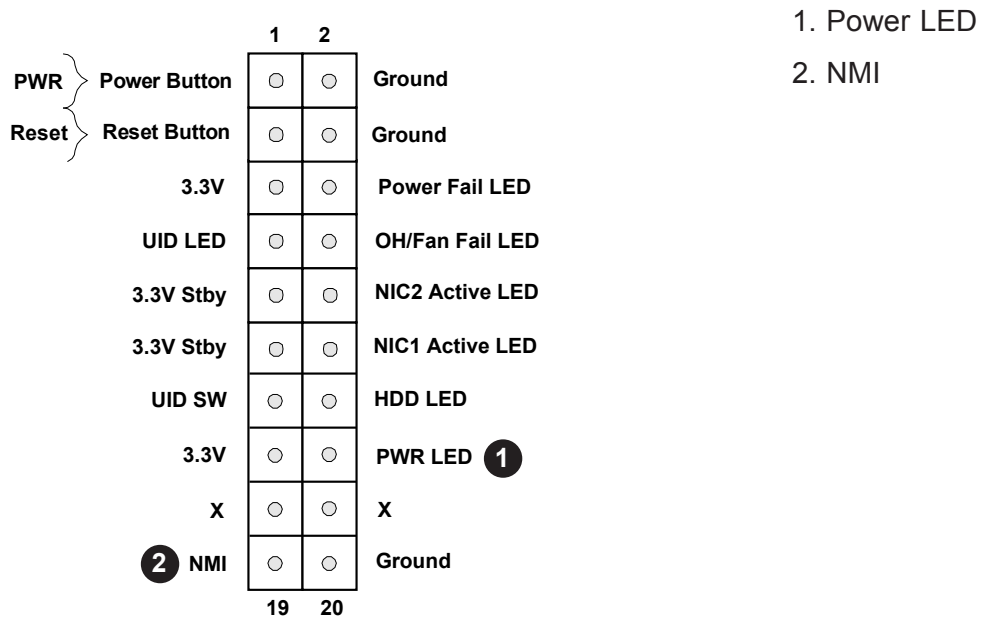 1 2
PWR Power Button Ground
Reset Reset Button Ground
3.3V Power Fail LED
UID LED OH/Fan Fail LED
3.3V Stby NIC2 Active LED
3.3V Stby NIC1 Active LED
UID SW HDD LED
3.3V PWR LED 1
X X
2 NMI Ground
19 20
1. Power LED
2. NMI